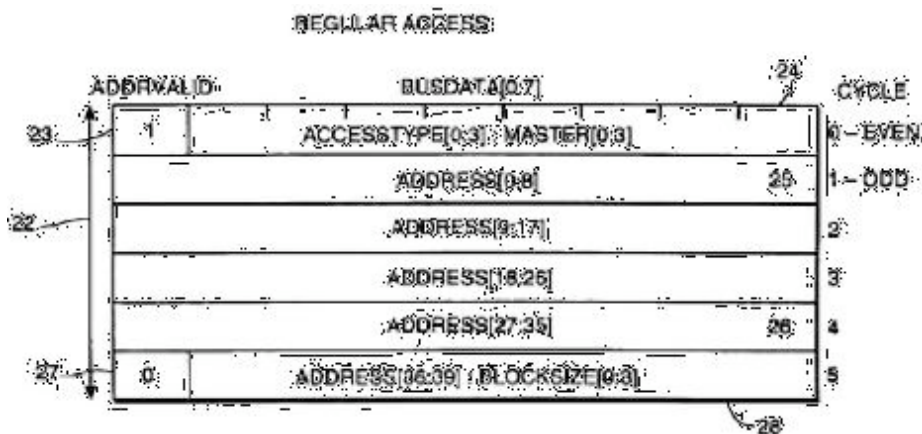 REGULAR ACCESS
ADDRVALID BUSDATA[0:7] 24 CYCLE
23 1 ACCESSTYPE[0:3] MASTER[0:3] 0 - EVEN
ADDRESS[0:8] 25 1 - ODD
22 ADDRESS[9:17] 2
ADDRESS[18:26] 3
ADDRESS[27:35] 26 4
27 0 ADDRESS[36:39] BLOCKSIZE[0:3] 5
28